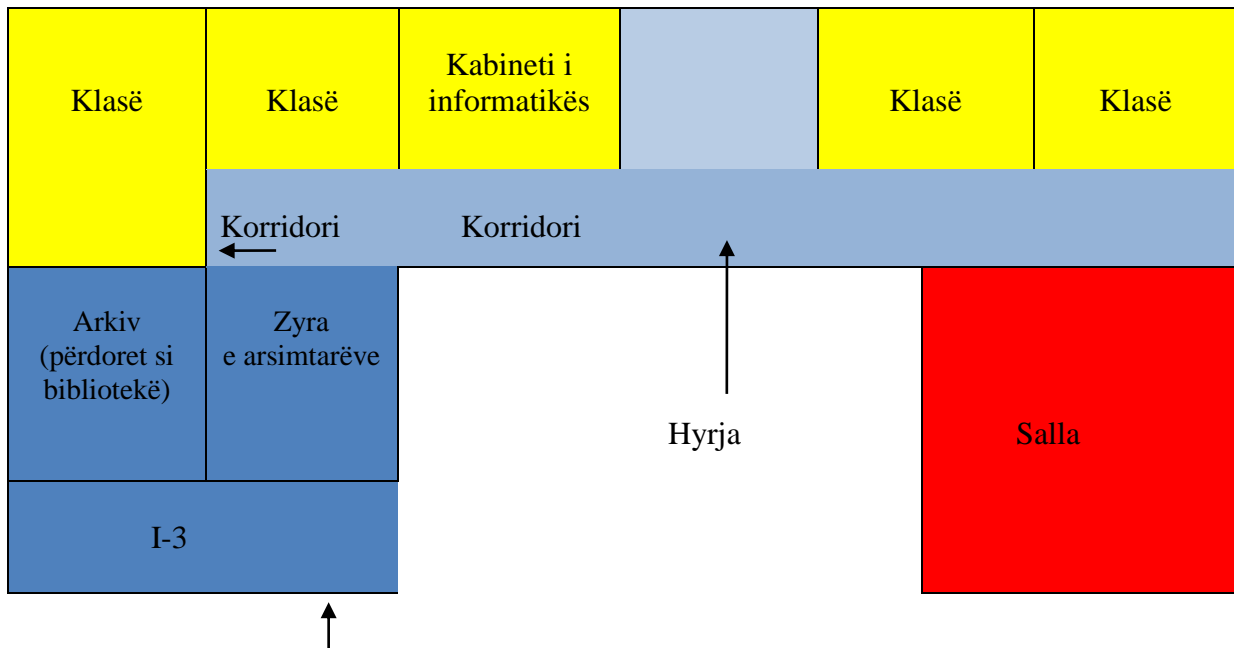 Klasë
Klasë
Kabineti i
informatikës
Klasë
Klasë
Korridori
Korridori
Arkiv
(përdoret si
bibliotekë)
Zyra
e arsimtarëve
Hyrja
Salla
I-3